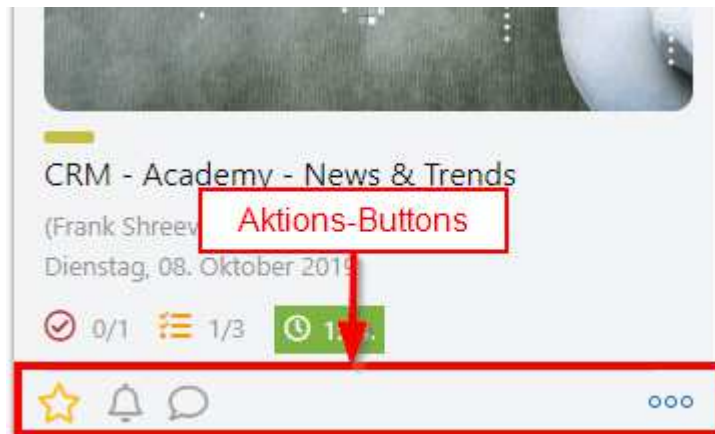 CRM - Academy - News & Trends
(Frank Shreev
Aktions-Buttons
Dienstag, 08. Oktober 2019
0/1 1/3